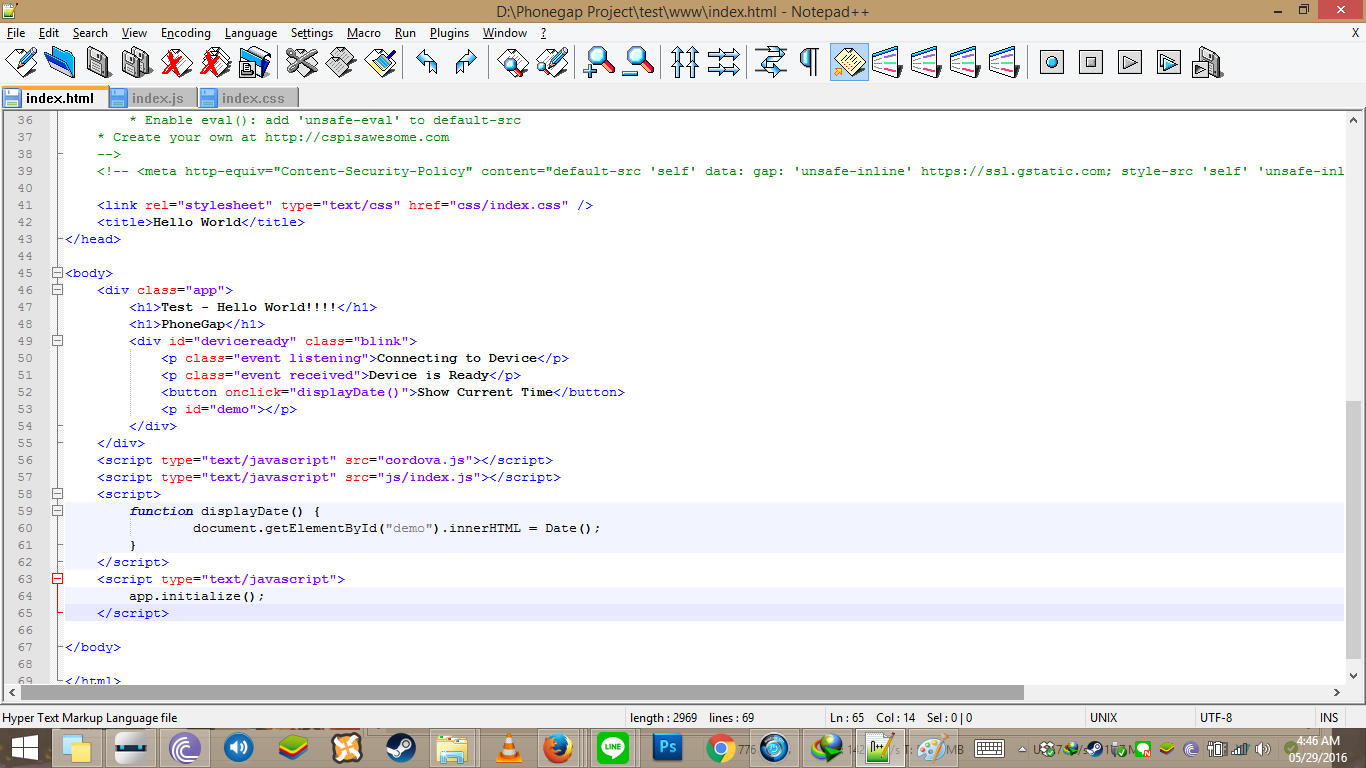 D:\Phonegap Project\test\www\index.html - Notepad++
File Edit Search View Encoding Language Settings Macro Run Plugins Window ? X
index.html index.js index.css
36 * Enable eval(): add 'unsafe-eval' to default-src
37 * Create your own at http://cspisawesome.com
38 -->
39 <!-- <meta http-equiv="Content-Security-Policy" content="default-src 'self' data: gap: 'unsafe-inline' https://ssl.gstatic.com; style-src 'self' 'unsafe-inl
40
41 <link rel="stylesheet" type="text/css" href="css/index.css" />
42 <title>Hello World</title>
43 </head>
44
45 <body>
46 <div class="app">
47 <h1>Test - Hello World!!!!</h1>
48 <h1>PhoneGap</h1>
49 <div id="deviceready" class="blink">
50 <p class="event listening">Connecting to Device</p>
51 <p class="event received">Device is Ready</p>
52 <button onclick="displayDate()">Show Current Time</button>
53 <p id="demo"></p>
54 </div>
55 </div>
56 <script type="text/javascript" src="cordova.js"></script>
57 <script type="text/javascript" src="js/index.js"></script>
58 <script>
59 function displayDate() {
60 document.getElementById("demo").innerHTML = Date();
61 }
62 </script>
63 <script type="text/javascript">
64 app.initialize();
65 </script>
66
67 </body>
68
69 </html>
Hyper Text Markup Language file length : 2969 lines : 69 Ln : 65 Col : 14 Sel : 0 | 0 UNIX UTF-8 INS
LINE Ps 4:46 AM
05/29/2016